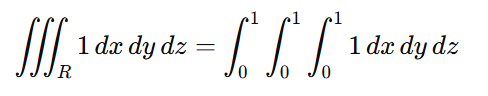 ∭_R 1 dx dy dz = ∫_0^1 ∫_0^1 ∫_0^1 1 dx dy dz